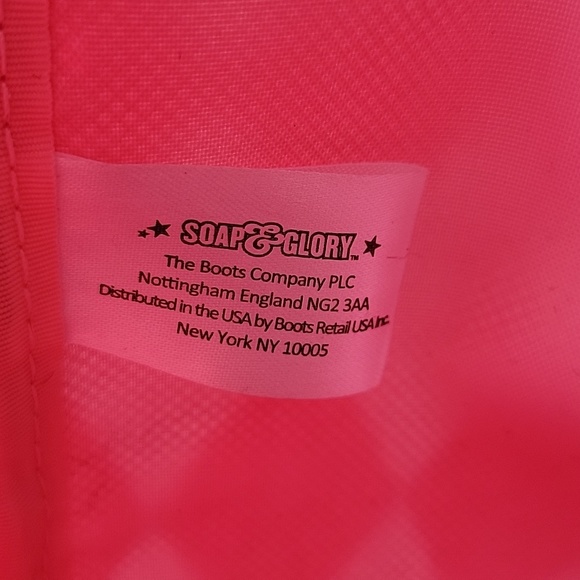 SOAP&GLORY™
The Boots Company PLC
Nottingham England NG2 3AA
Distributed in the USA by Boots Retail USA Inc.
New York NY 10005